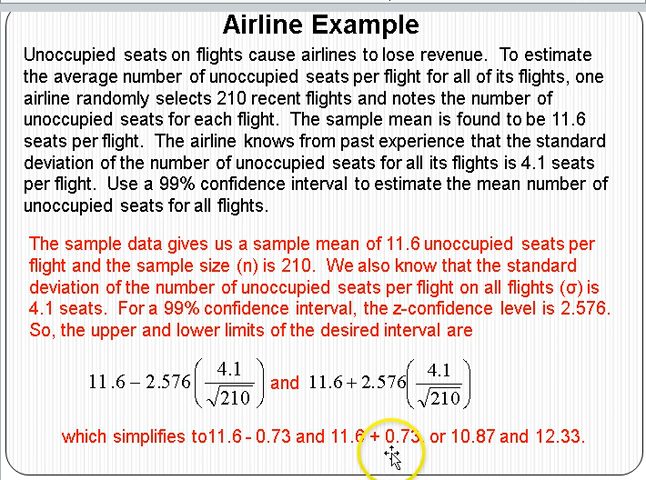 Airline Example
Unoccupied seats on flights cause airlines to lose revenue.  To estimate
the average number of unoccupied seats per flight for all of its flights, one
airline randomly selects 210 recent flights and notes the number of
unoccupied seats for each flight.  The sample mean is found to be 11.6
seats per flight.  The airline knows from past experience that the standard
deviation of the number of unoccupied seats for all its flights is 4.1 seats
per flight.  Use a 99% confidence interval to estimate the mean number of
unoccupied seats for all flights.
The sample data gives us a sample mean of 11.6 unoccupied seats per
flight and the sample size (n) is 210.  We also know that the standard
deviation of the number of unoccupied seats per flight on all flights (σ) is
4.1 seats.  For a 99% confidence interval, the z-confidence level is 2.576.
So, the upper and lower limits of the desired interval are
11.6 − 2.576(4.1/√210) and 11.6 + 2.576(4.1/√210)
which simplifies to11.6 - 0.73 and 11.6 + 0.73, or 10.87 and 12.33.